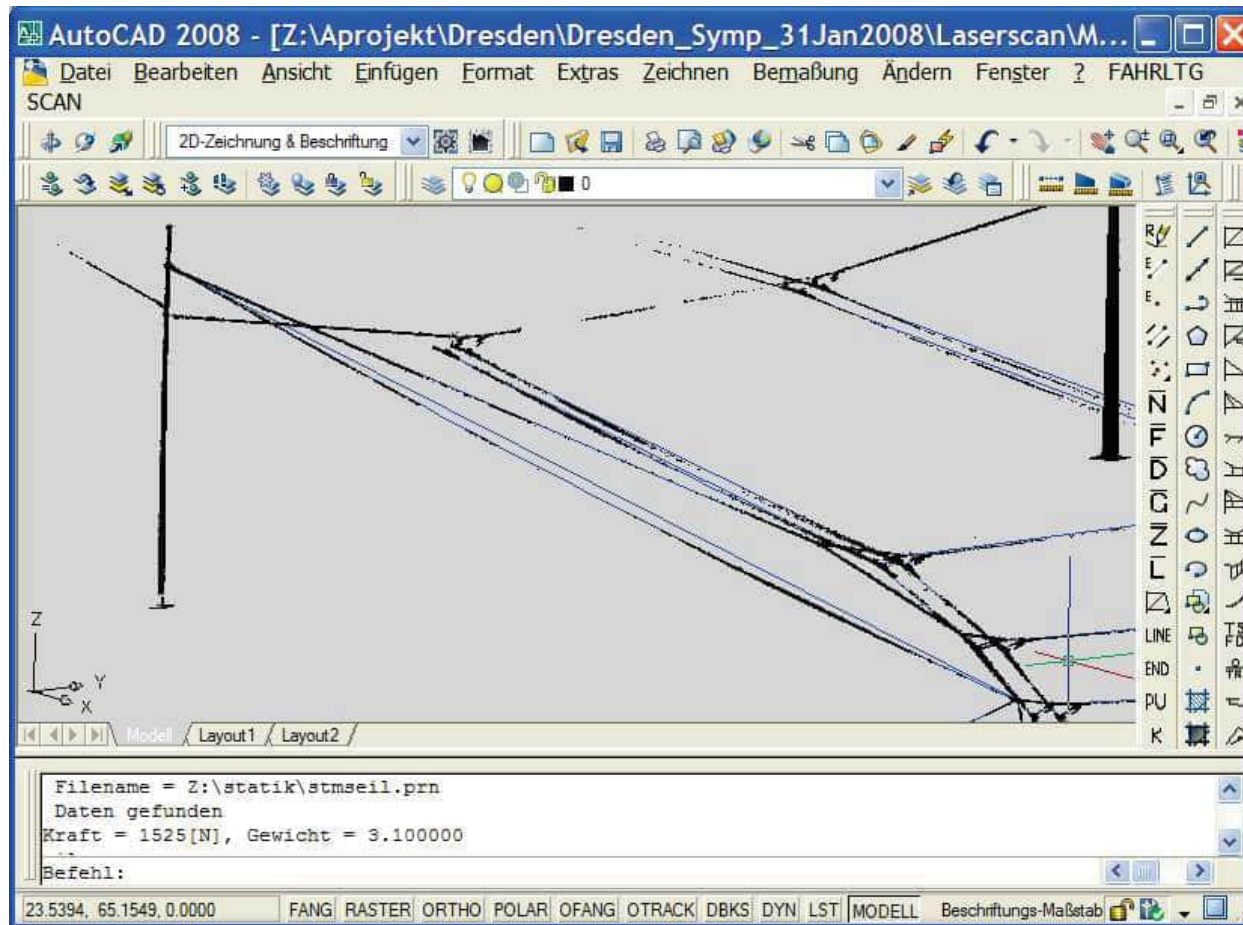 AutoCAD 2008 - [Z:\Aprojekt\Dresden\Dresden_Symp_31Jan2008\Laserscan\M...
Datei Bearbeiten Ansicht Einfügen Format Extras Zeichnen Bemaßung Ändern Fenster ? FAHRLTG
SCAN
2D-Zeichnung & Beschriftung
0
R
E
E
N
F
D
G
Z
L
LINE
END
PU
K
Z
Y
X
Modell Layout1 Layout2
Filename = Z:\statik\stmseil.prn
Daten gefunden
Kraft = 1525[N], Gewicht = 3.100000
Befehl:
23.5394, 65.1549, 0.0000 FANG RASTER ORTHO POLAR OFANG OTRACK DBKS DYN LST MODELL Beschriftungs-Maßstab